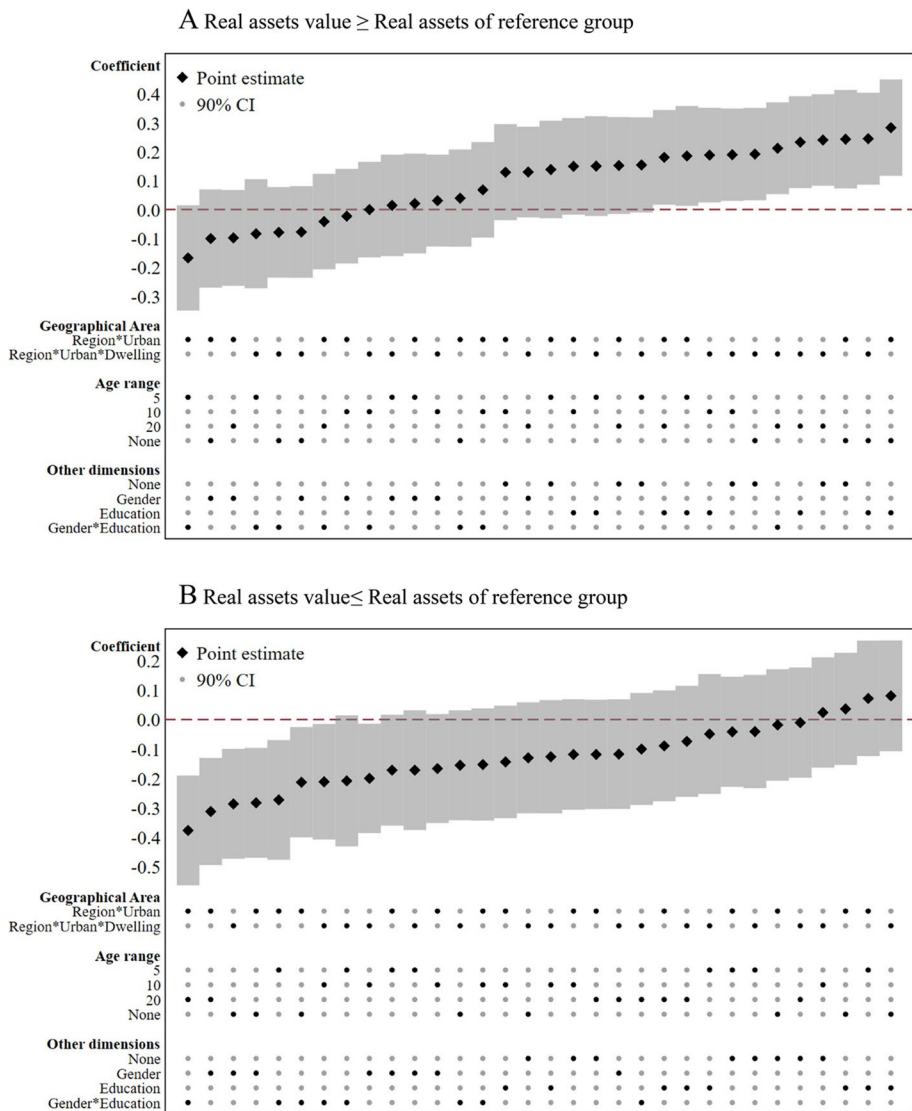 A Real assets value ≥ Real assets of reference group
Coefficient
◆ Point estimate
● 90% CI
0.4
0.3
0.2
0.1
0.0
-0.1
-0.2
-0.3
Geographical Area
Region*Urban
Region*Urban*Dwelling
Age range
5
10
20
None
Other dimensions
None
Gender
Education
Gender*Education
B Real assets value≤ Real assets of reference group
Coefficient
◆ Point estimate
● 90% CI
0.2
0.1
0.0
-0.1
-0.2
-0.3
-0.4
-0.5
Geographical Area
Region*Urban
Region*Urban*Dwelling
Age range
5
10
20
None
Other dimensions
None
Gender
Education
Gender*Education